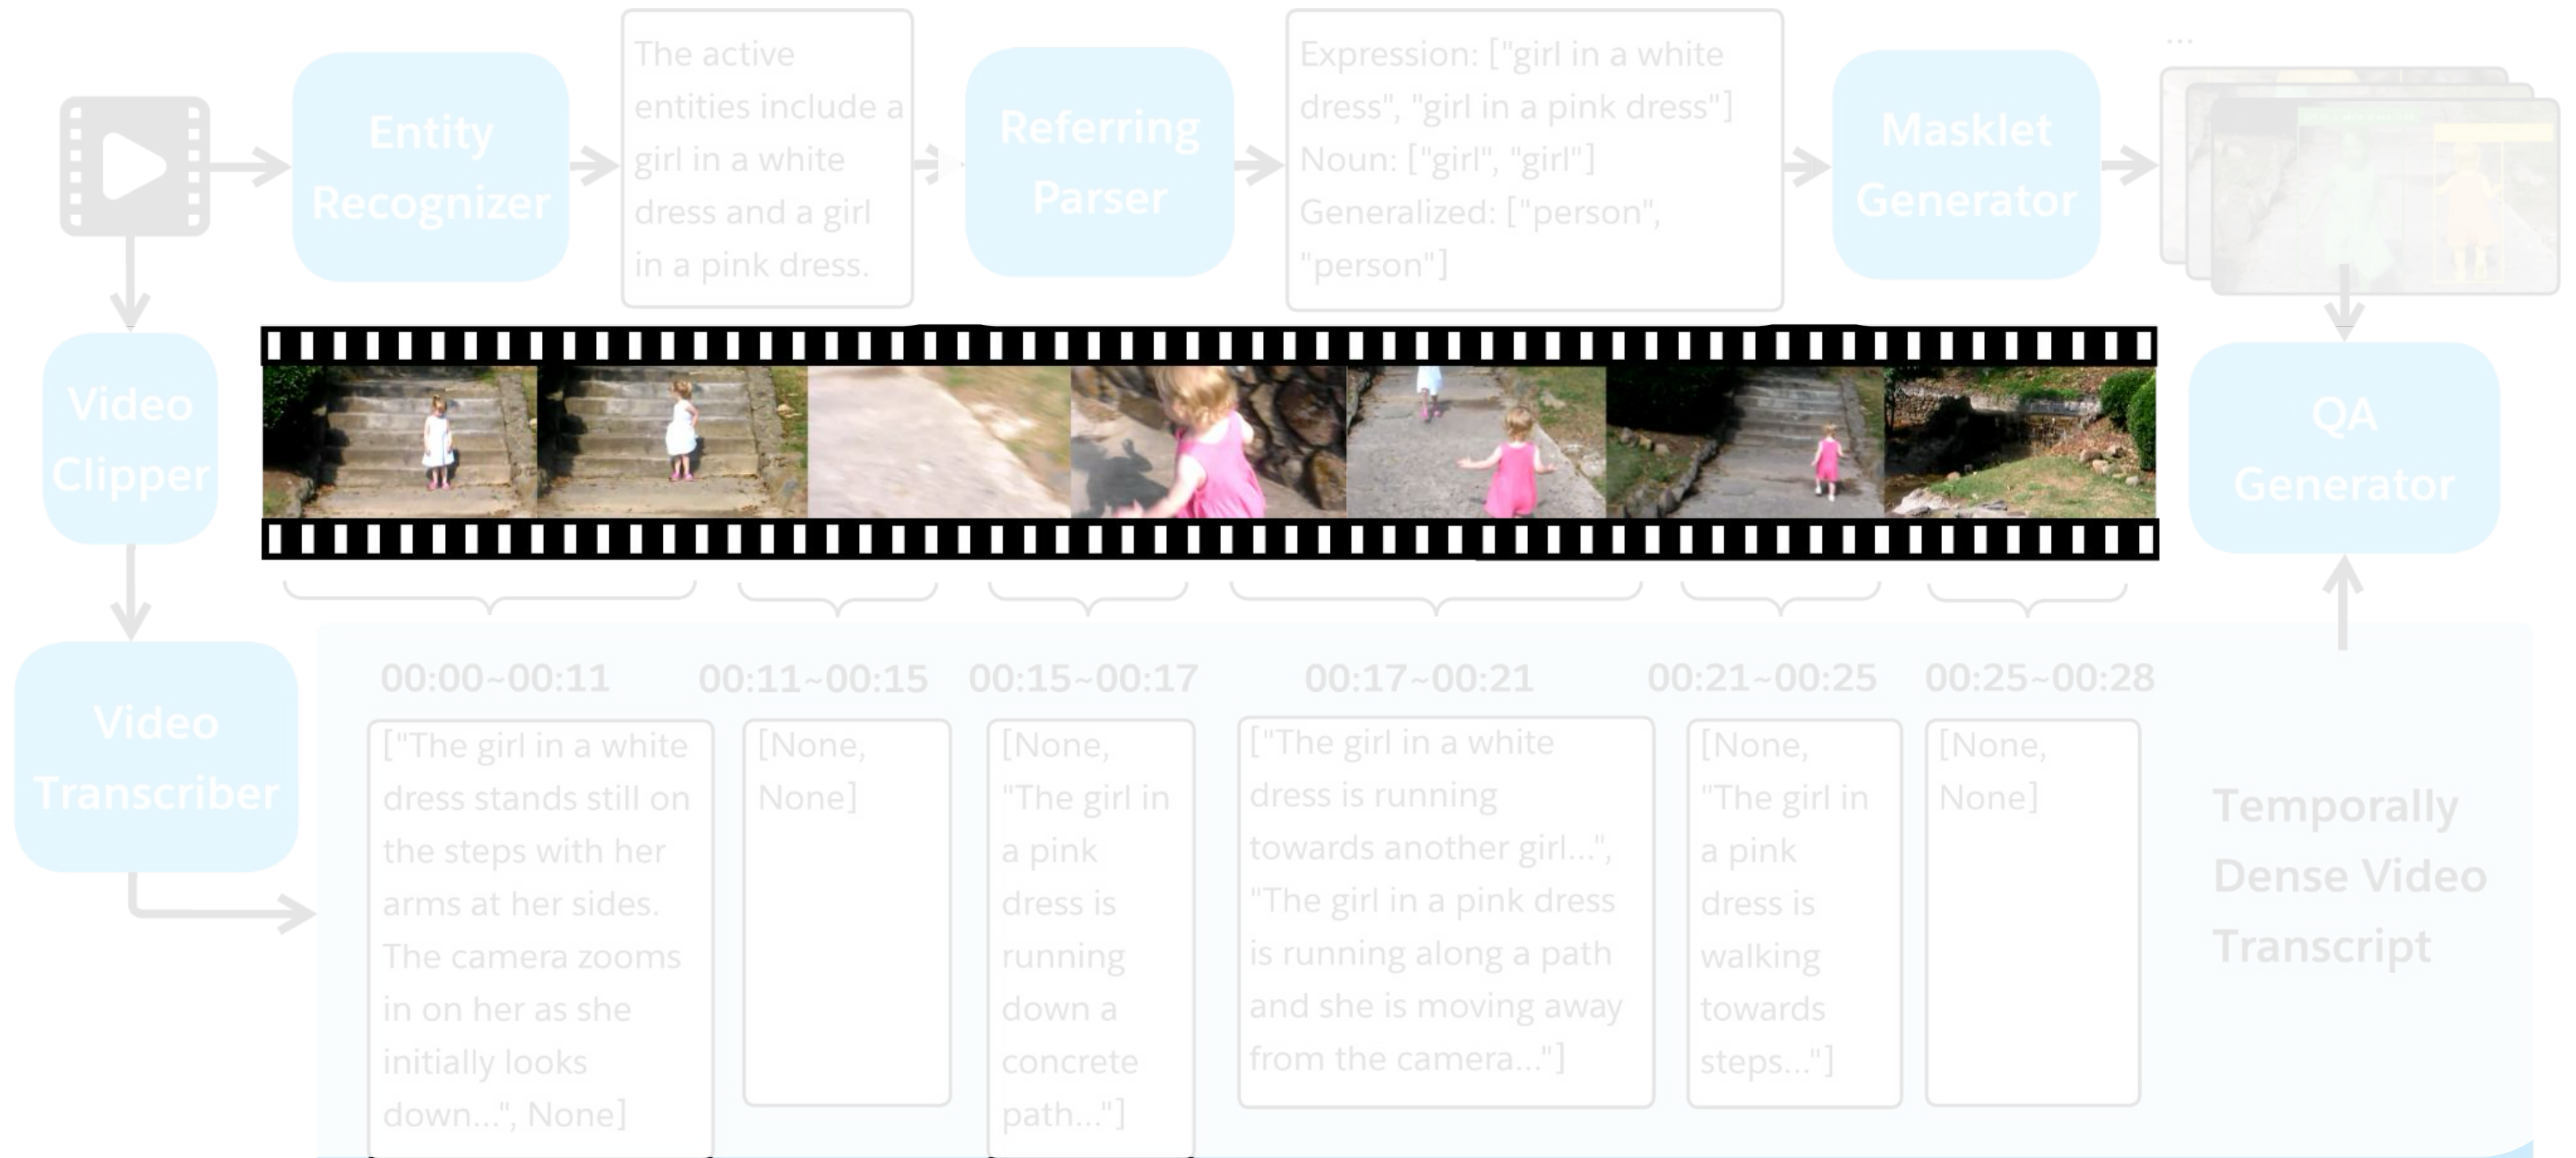 ...
Entity
Recognizer
The active
entities include a
girl in a white
dress and a girl
in a pink dress.
Referring
Parser
Expression: ["girl in a white
dress", "girl in a pink dress"]
Noun: ["girl", "girl"]
Generalized: ["person",
"person"]
Masklet
Generator
Video
Clipper
QA
Generator
Video
Transcriber
00:00~00:11
["The girl in a white
dress stands still on
the steps with her
arms at her sides.
The camera zooms
in on her as she
initially looks
down...", None]
00:11~00:15
[None,
None]
00:15~00:17
[None,
"The girl in
a pink
dress is
running
down a
concrete
path..."]
00:17~00:21
["The girl in a white
dress is running
towards another girl...",
"The girl in a pink dress
is running along a path
and she is moving away
from the camera..."]
00:21~00:25
[None,
"The girl in
a pink
dress is
walking
towards
steps..."]
00:25~00:28
[None,
None]
Temporally
Dense Video
Transcript